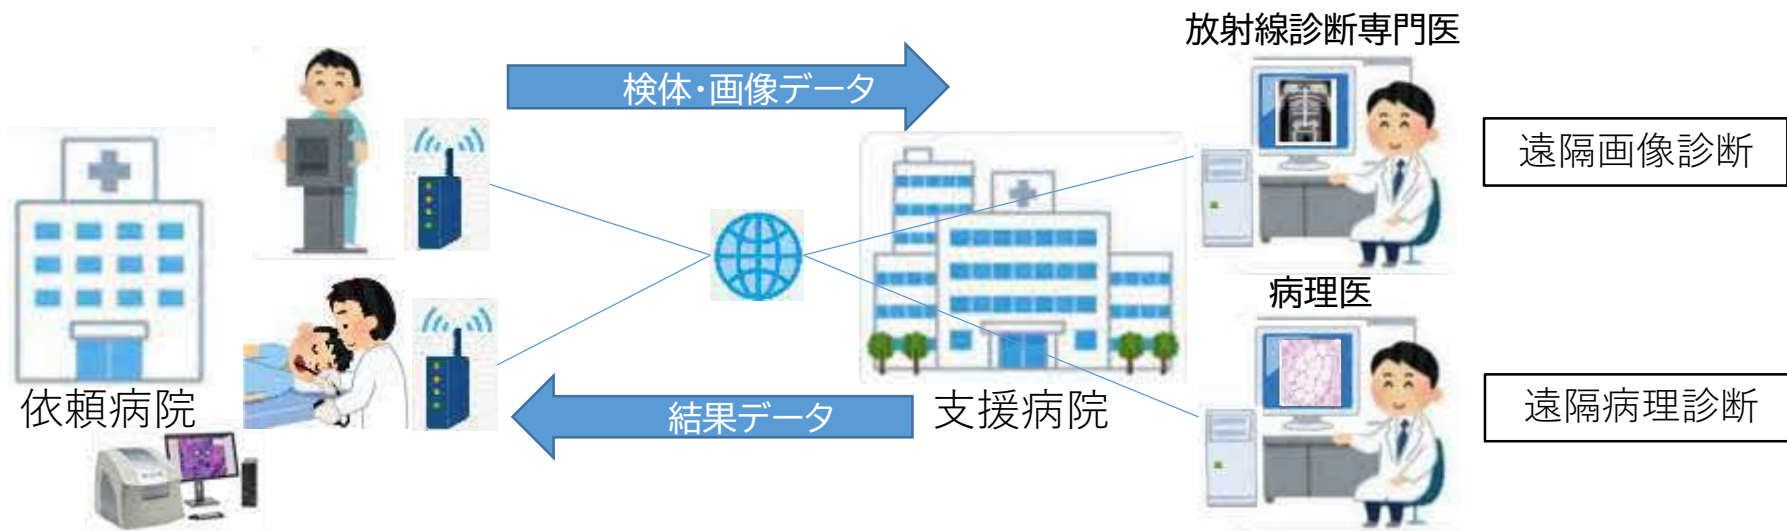 放射線診断専門医
検体・画像データ
遠隔画像診断
病理医
依頼病院
結果データ
支援病院
遠隔病理診断